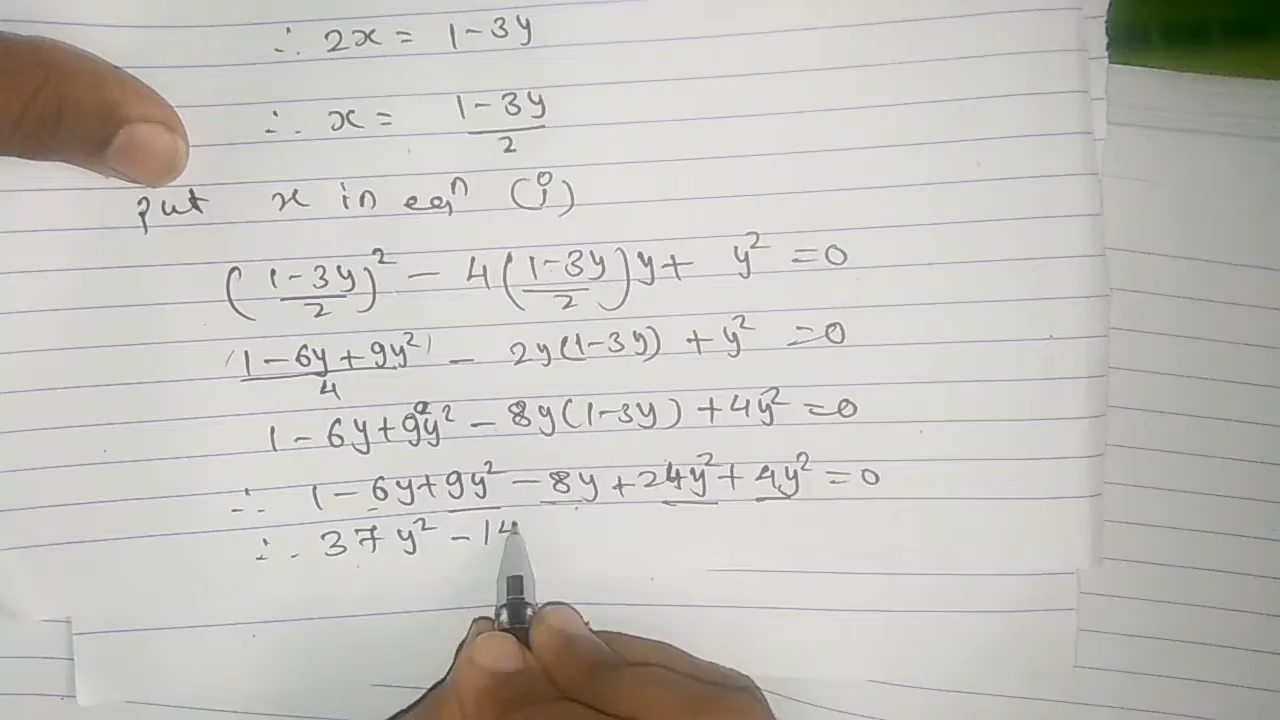 ∴ 2x = 1-3y
∴ x = (1-3y)/2
put x in eqⁿ (i)
((1-3y)/2)² - 4((1-3y)/2)y + y² = 0
(1-6y+9y²)/4 - 2y(1-3y) + y² = 0
1-6y+9y² - 8y(1-3y) + 4y² = 0
∴ 1-6y+9y² - 8y + 24y² + 4y² = 0
∴ 37y² - 14